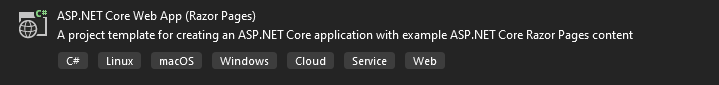 C#
ASP.NET Core Web App (Razor Pages)
A project template for creating an ASP.NET Core application with example ASP.NET Core Razor Pages content
C# Linux macOS Windows Cloud Service Web